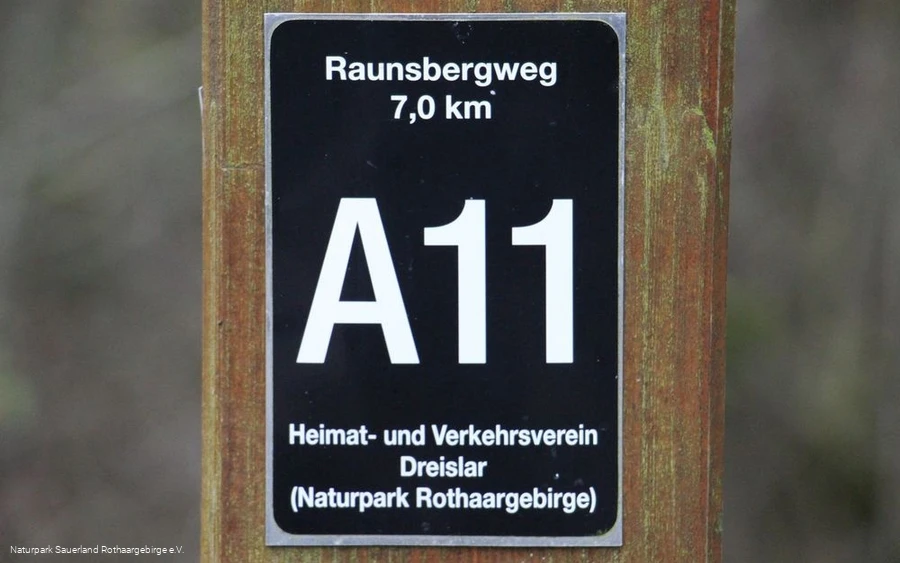 Raunsbergweg
7,0 km
A11
Heimat- und Verkehrsverein
Dreislar
(Naturpark Rothaargebirge)
Naturpark Sauerland Rothaargebirge e.V.